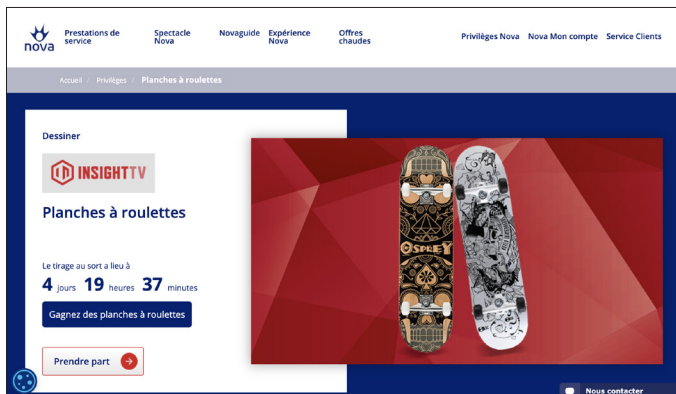 nova
Prestations de
service
Spectacle
Nova
Novaguide
Expérience
Nova
Offres
chaudes
Privilèges Nova
Nova Mon compte
Service Clients
Accueil / Privilèges / Planches à roulettes
Dessiner
INSIGHTTV
Planches à roulettes
Le tirage au sort a lieu à
4 jours 19 heures 37 minutes
Gagnez des planches à roulettes
Prendre part
OSPREY
Nous contacter